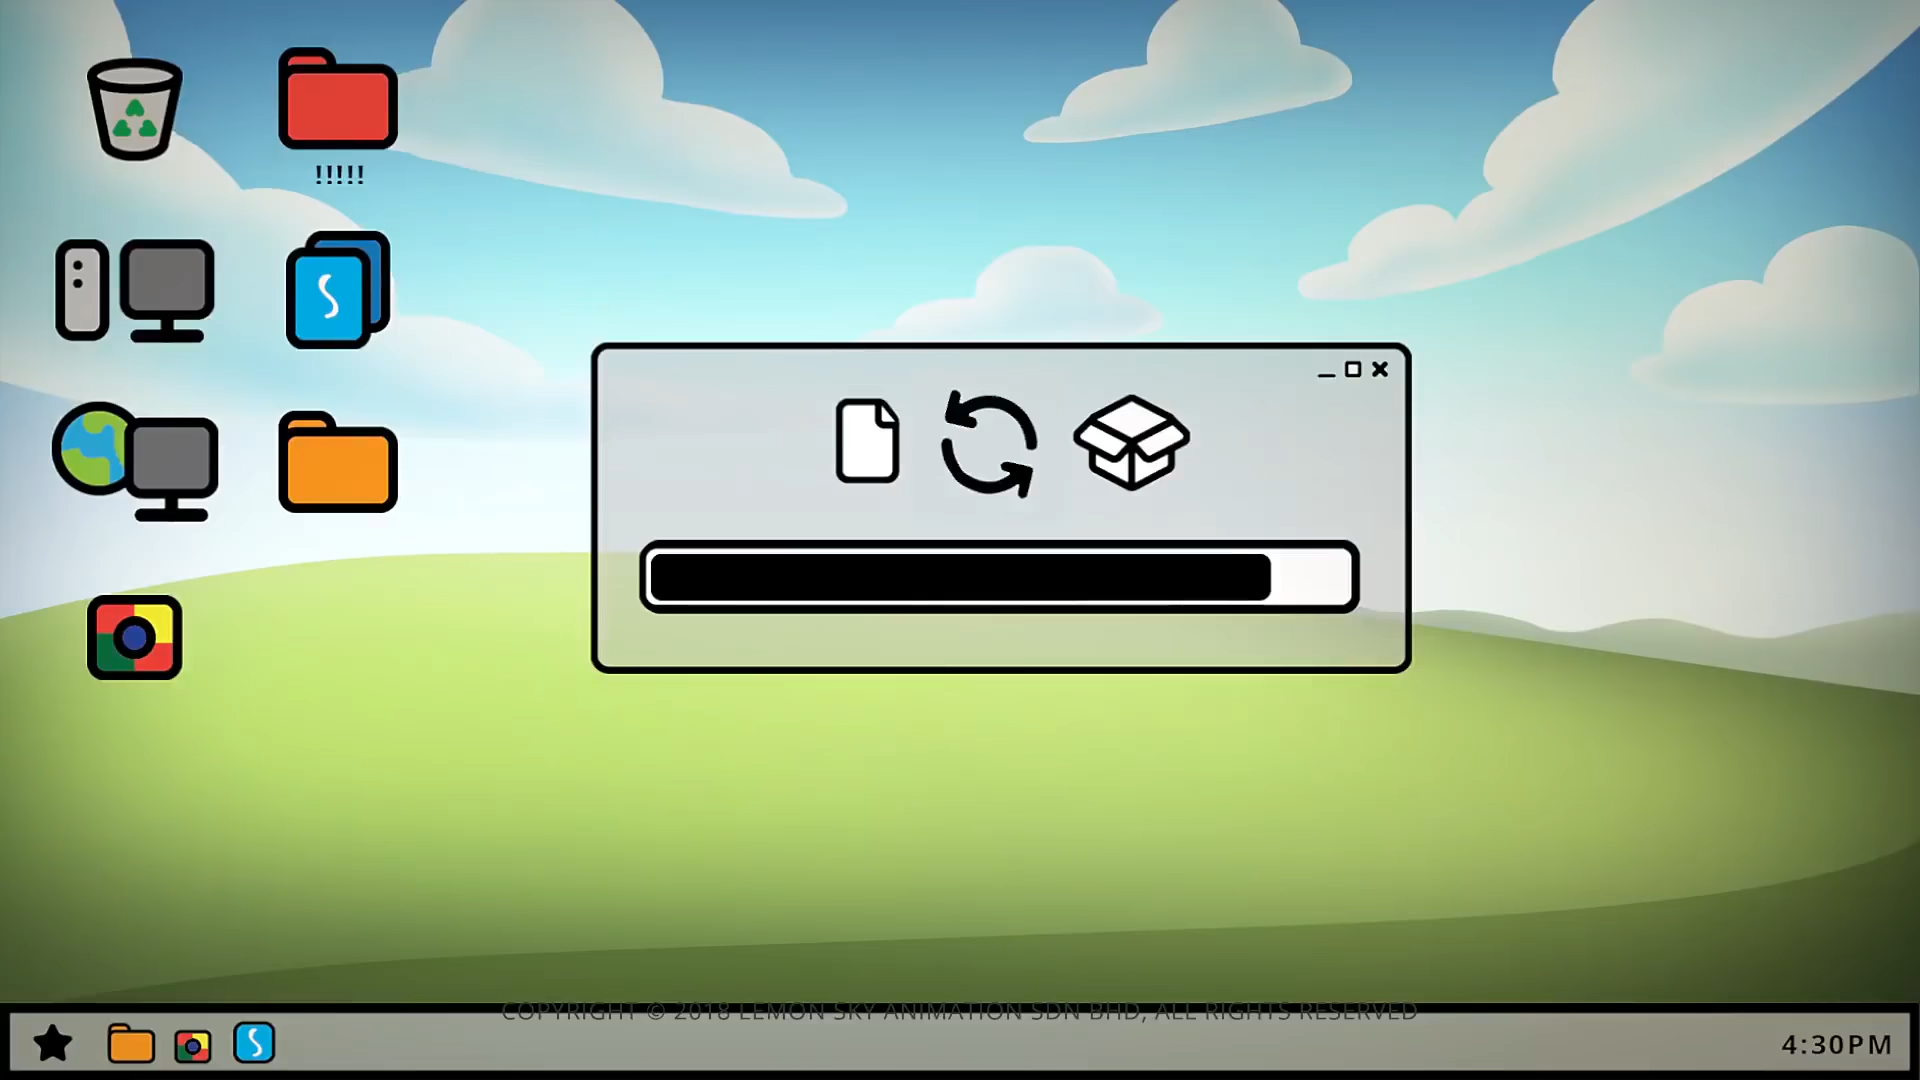 !!!!!
COPYRIGHT © 2018 LEMON SKY ANIMATION SDN BHD, ALL RIGHTS RESERVED
4:30PM